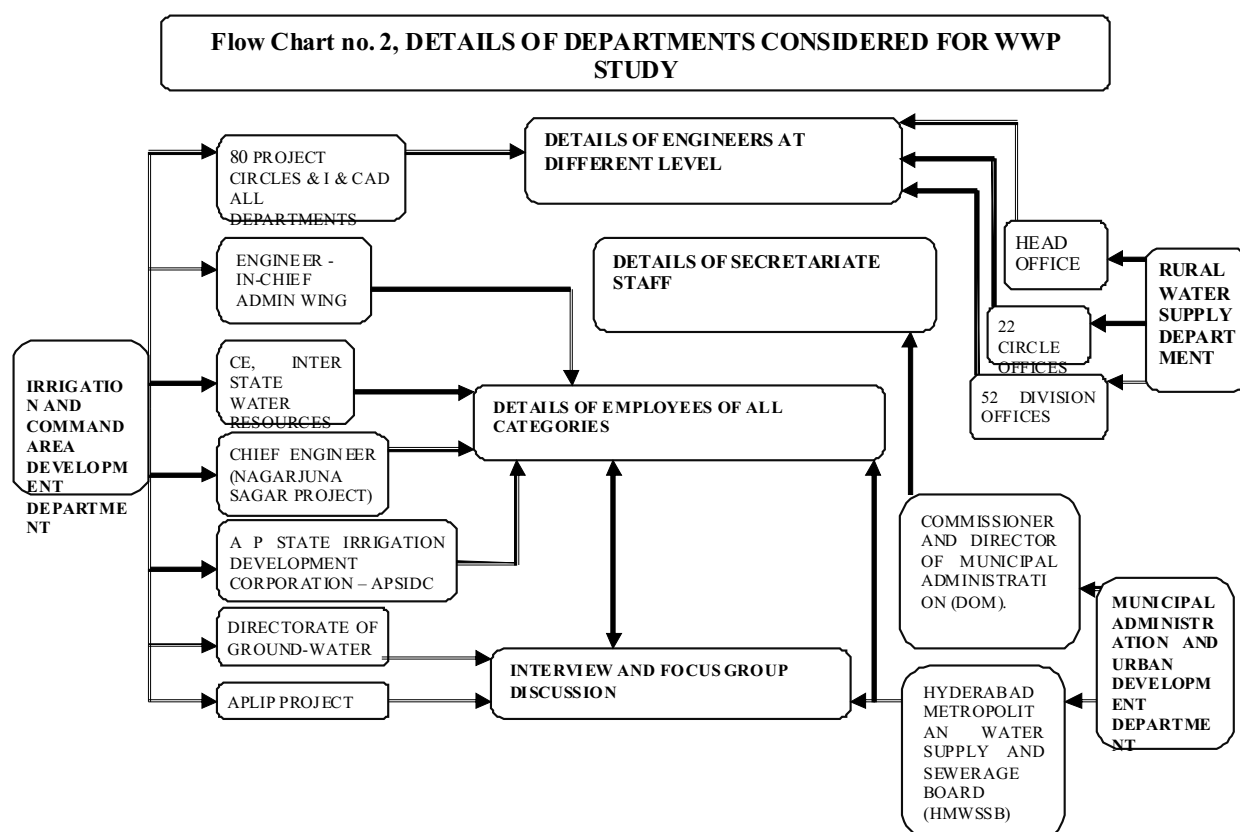 Flow Chart no. 2, DETAILS OF DEPARTMENTS CONSIDERED FOR WWP
STUDY
80 PROJECT
CIRCLES & I & CAD
ALL
DEPARTMENTS
DETAILS OF ENGINEERS AT
DIFFERENT LEVEL
ENGINEER -
IN-CHIEF
ADMIN WING
DETAILS OF SECRETARIATE
STAFF
HEAD
OFFICE
RURAL
WATER
SUPPLY
DEPART
MENT
22
CIRCLE
OFFICES
52 DIVISION
OFFICES
IRRIGATIO
N AND
COMMAND
AREA
DEVELOPM
ENT
DEPARTME
NT
CE, INTER
STATE
WATER
RESOURCES
DETAILS OF EMPLOYEES OF ALL
CATEGORIES
CHIEF ENGINEER
(NAGARJUNA
SAGAR PROJECT)
A P STATE IRRIGATION
DEVELOPMENT
CORPORATION – APSIDC
COMMISSIONER
AND DIRECTOR
OF MUNICIPAL
ADMINISTRATI
ON (DOM).
MUNICIPAL
ADMINISTR
ATION AND
URBAN
DEVELOPM
ENT
DEPARTME
NT
DIRECTORATE OF
GROUND-WATER
INTERVIEW AND FOCUS GROUP
DISCUSSION
APLIP PROJECT
HYDERABAD
METROPOLIT
AN WATER
SUPPLY AND
SEWERAGE
BOARD
(HMWSSB)